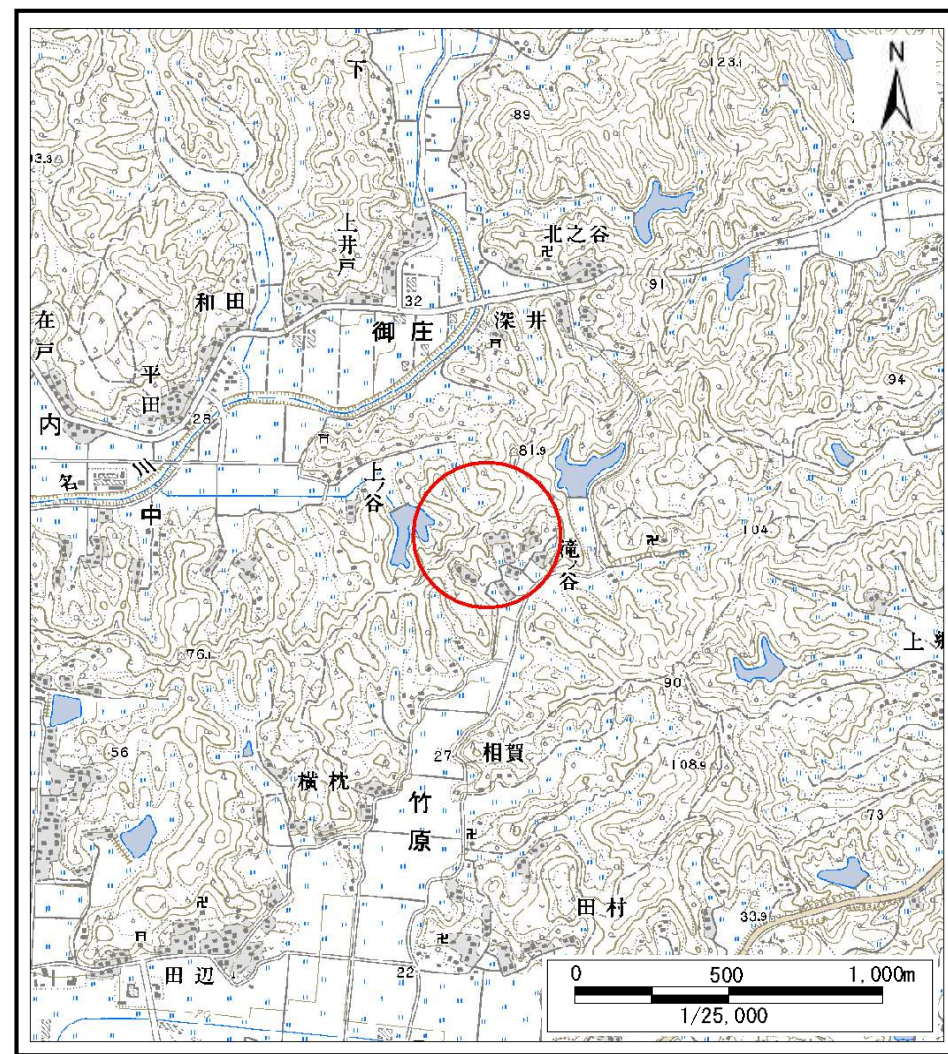 N
下
123.1
89
上井戸
北之谷
91
和田
32
御庄
深井
在戸
平田
94
28
内
81.9
川
名
中
上ノ谷
滝ノ谷
104
76.1
90
27
相賀
56
108.9
横枕
竹原
73
田村
33.9
田辺
22
0 500 1,000m
1/25,000